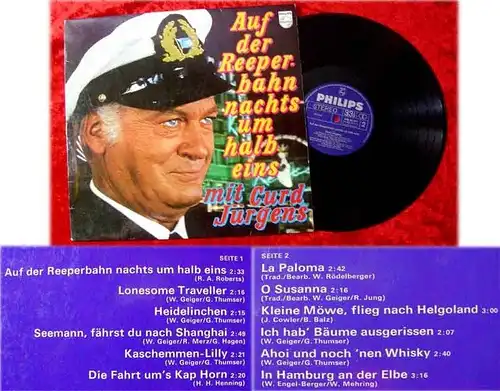 Auf
der
Reeper-
bahn
nachts-
um
halb
eins
mit Curd
Jürgens
PHILIPS
STEREO
33
2
SEITE 1
Auf der Reeperbahn nachts um halb eins 2:33
(R. A. Roberts)
Lonesome Traveller 2:15
(W. Geiger/G. Thumser)
Heidelinchen 2:15
(W. Geiger/G. Thumser)
Seemann, fährst du nach Shanghai 2:49
(W. Geiger/R. Merz/G. Hagen)
Kaschemmen-Lilly 2:21
(W. Geiger/G. Thumser)
Die Fahrt um's Kap Horn 2:20
(H. H. Henning)
SEITE 2
La Paloma 2:42
(Trad./Bearb. W. Rödelberger)
O Susanna 2:16
(Trad./Bearb. W. Geiger/R. Jung)
Kleine Möwe, flieg nach Helgoland 3:00
(J. Cowler/B. Balz)
Ich hab' Bäume ausgerissen 2:07
(W. Geiger/G. Thumser)
Ahoi und noch 'nen Whisky 2:40
(W. Geiger/G. Thumser)
In Hamburg an der Elbe 3:16
(W. Engel-Berger/W. Mehring)